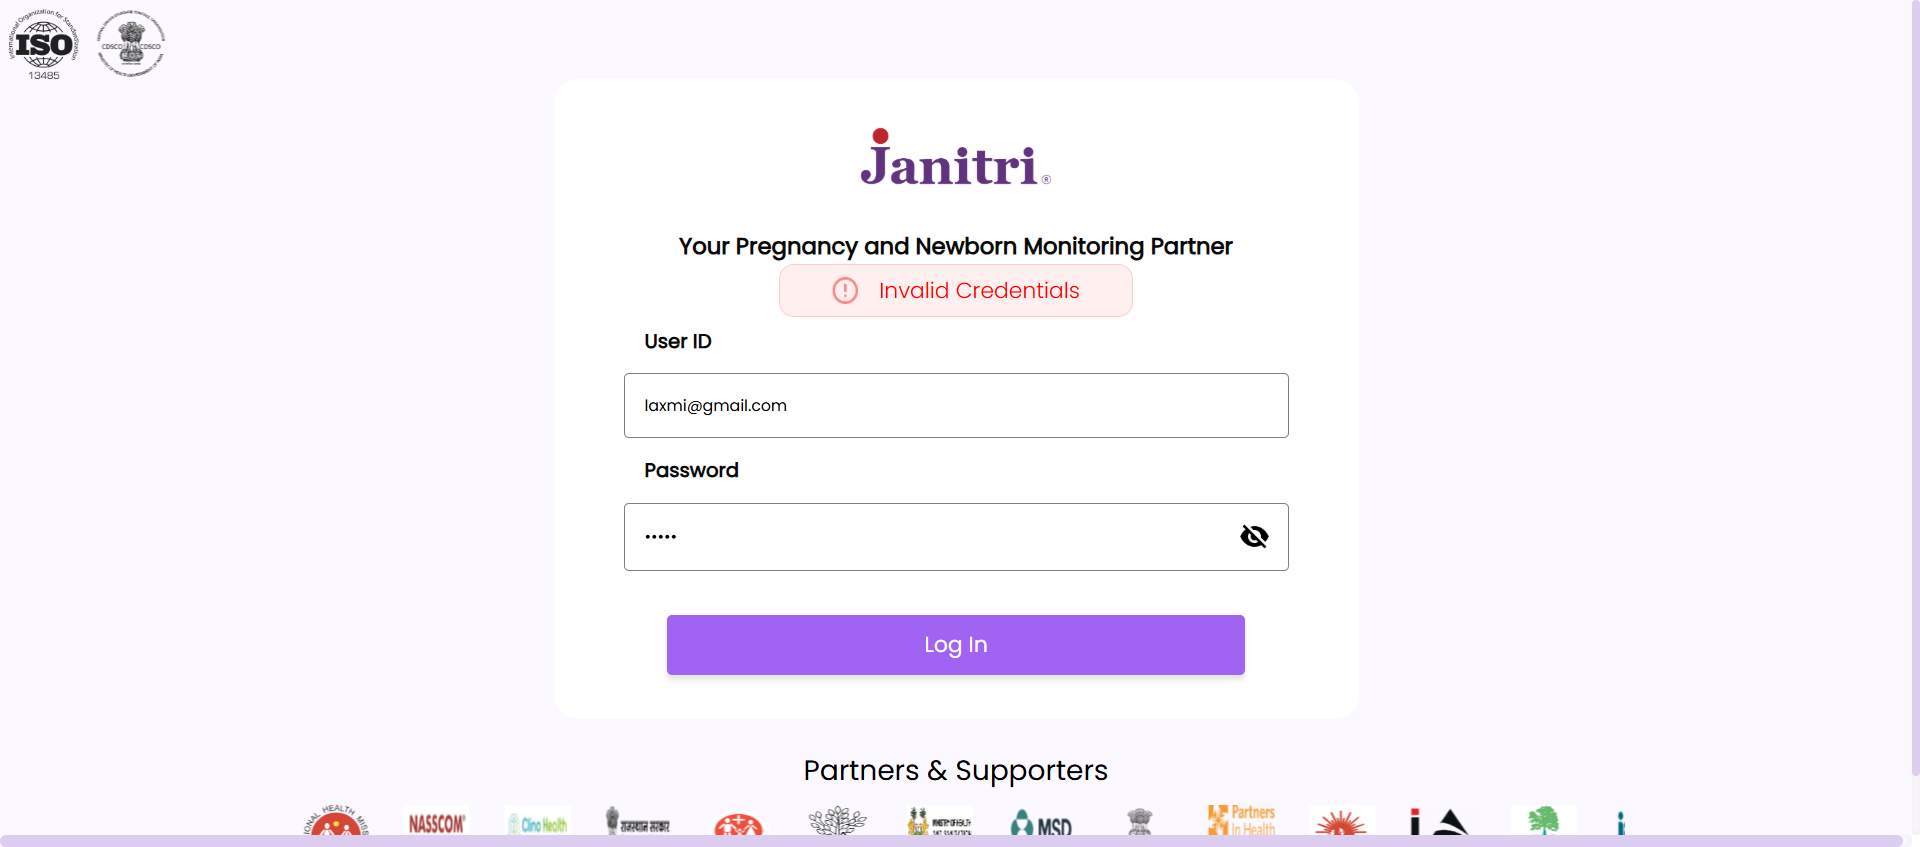 International Organization for Standardization
ISO
13485
CDSCO CDSCO
Janitri®
Your Pregnancy and Newborn Monitoring Partner
Invalid Credentials
User ID
laxmi@gmail.com
Password
•••••
Log In
Partners & Supporters
NASSCOM®
Clino Health
राजस्थान सरकार
MSD
Partners
In Health